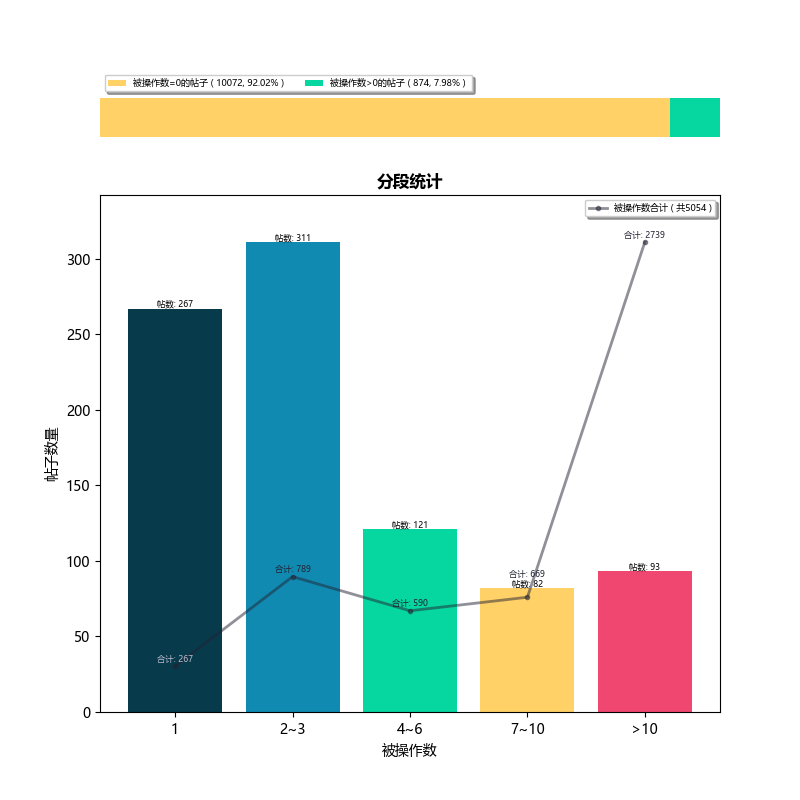 被操作数=0的帖子 ( 10072, 92.02% )
被操作数>0的帖子 ( 874, 7.98% )
分段统计
被操作数合计 ( 共5054 )
合计: 2739
帖数: 311
300
帖数: 267
250
200
帖子数量
150
帖数: 121
100
合计: 789
合计: 669
帖数: 93
帖数: 82
合计: 590
50
合计: 267
0
1
2~3
4~6
7~10
>10
被操作数